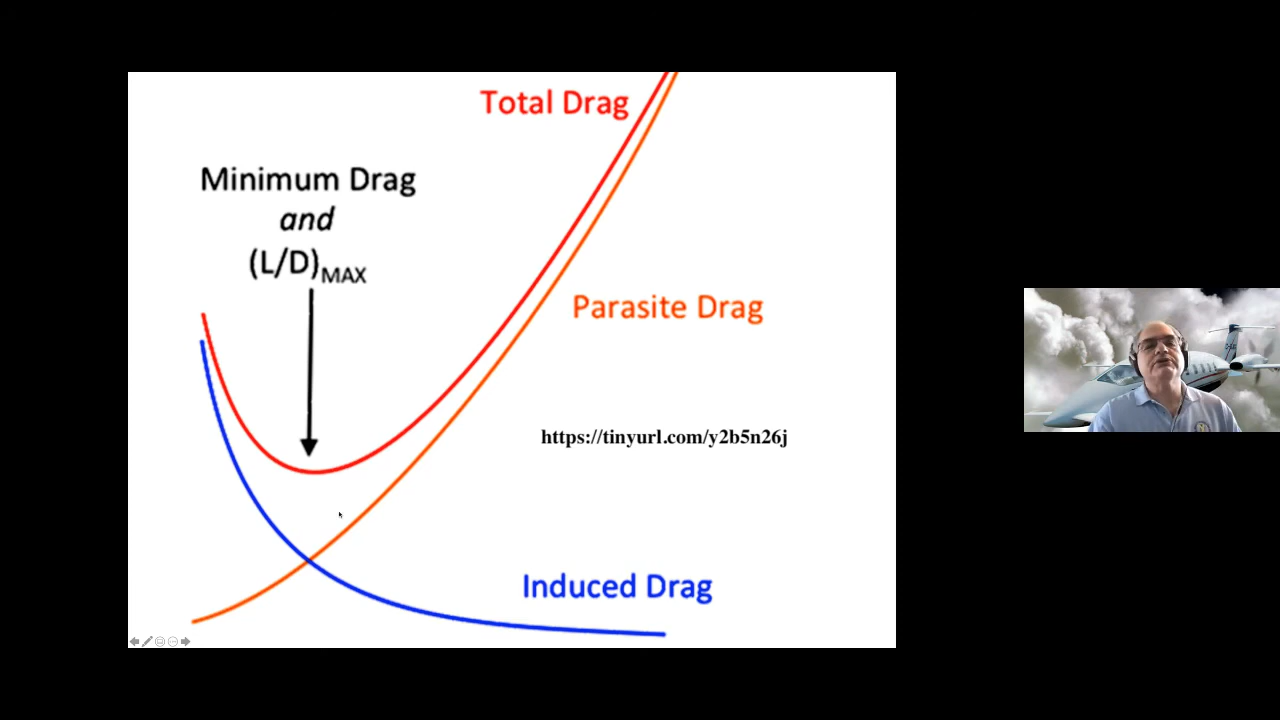 Total Drag
Minimum Drag
and
(L/D)MAX
Parasite Drag
https://tinyurl.com/y2b5n26j
Induced Drag